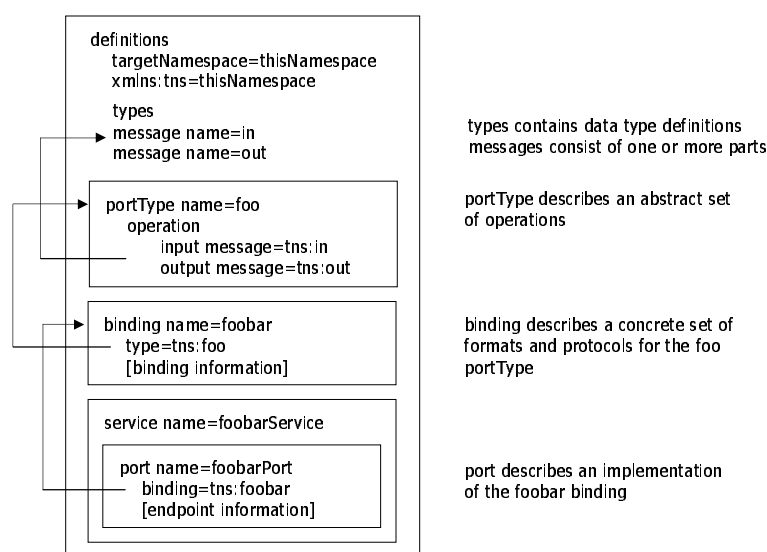 definitions
targetNamespace=thisNamespace
xmlns:tns=thisNamespace
types
message name=in
message name=out
types contains data type definitions
messages consist of one or more parts
portType name=foo
operation
input message=tns:in
output message=tns:out
portType describes an abstract set
of operations
binding name=foobar
type=tns:foo
[binding information]
binding describes a concrete set of
formats and protocols for the foo
portType
service name=foobarService
port name=foobarPort
binding=tns:foobar
[endpoint information]
port describes an implementation
of the foobar binding